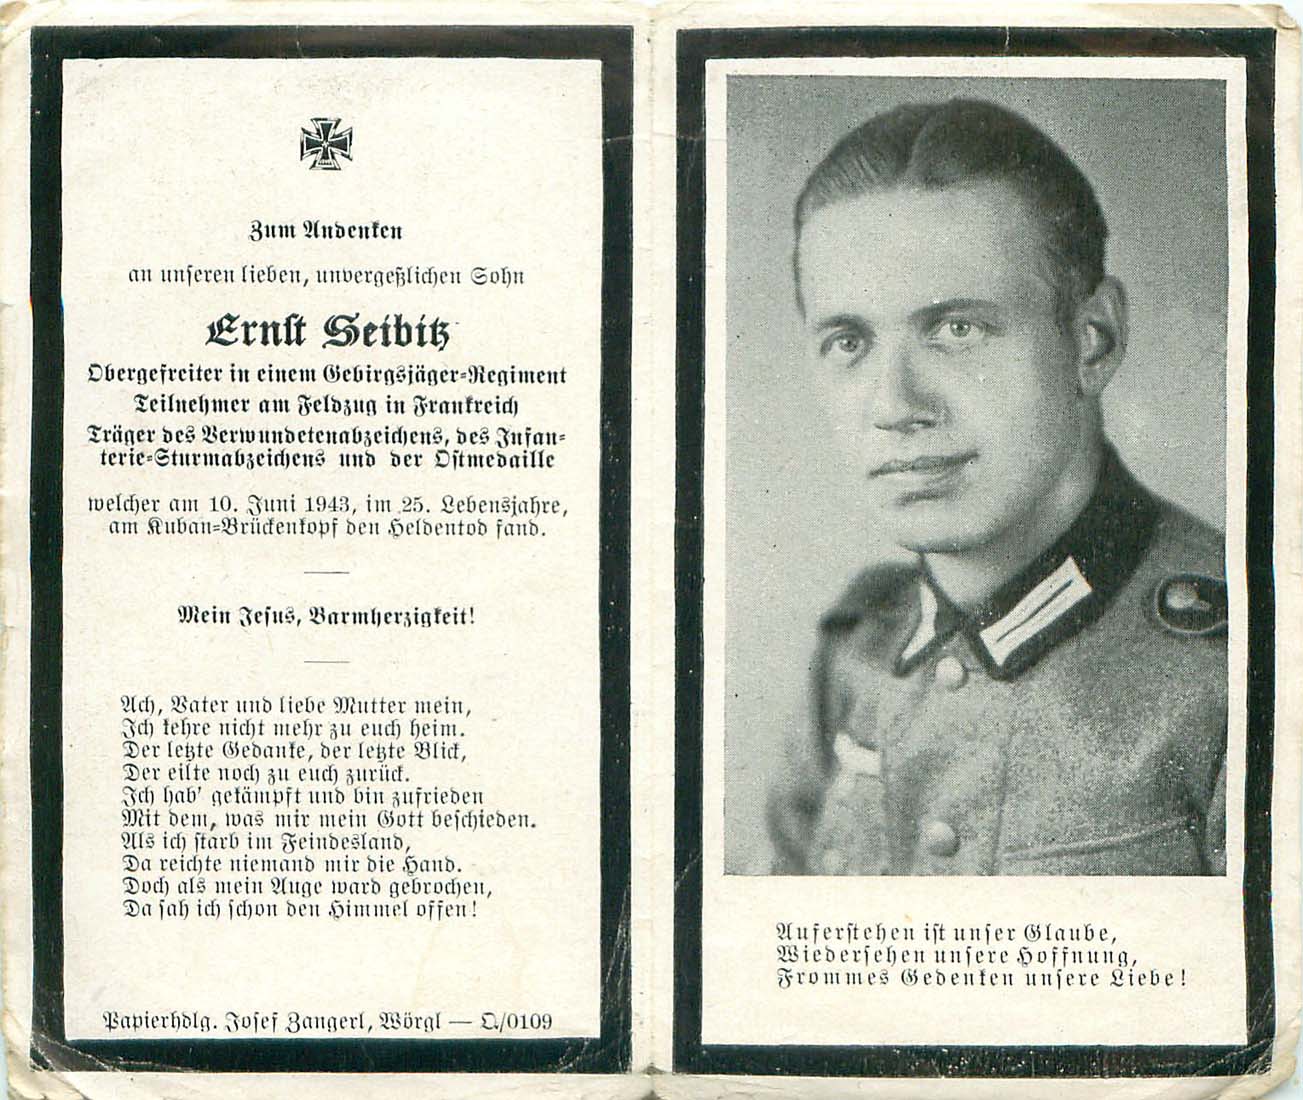 Zum Andenken
an unseren lieben, unvergeßlichen Sohn
Ernst Seibitz
Obergefreiter in einem Gebirgsjäger-Regiment
Teilnehmer am Feldzug in Frankreich
Träger des Verwundetenabzeichens, des Infan-
terie-Sturmabzeichens und der Ostmedaille
welcher am 10. Juni 1943, im 25. Lebensjahre,
am Kuban-Brückenkopf den Heldentod fand.
Mein Jesus, Barmherzigkeit!
Ach, Vater und liebe Mutter mein,
Ich kehre nicht mehr zu euch heim.
Der letzte Gedanke, der letzte Blick,
Der eilte noch zu euch zurück.
Ich hab' gekämpft und bin zufrieden
Mit dem, was mir mein Gott beschieden.
Als ich starb im Feindesland,
Da reichte niemand mir die Hand.
Doch als mein Auge ward gebrochen,
Da sah ich schon den Himmel offen!
Papierhdlg. Josef Zangerl, Wörgl — Q/0109
Auferstehen ist unser Glaube,
Wiedersehen unsere Hoffnung,
Frommes Gedenken unsere Liebe!